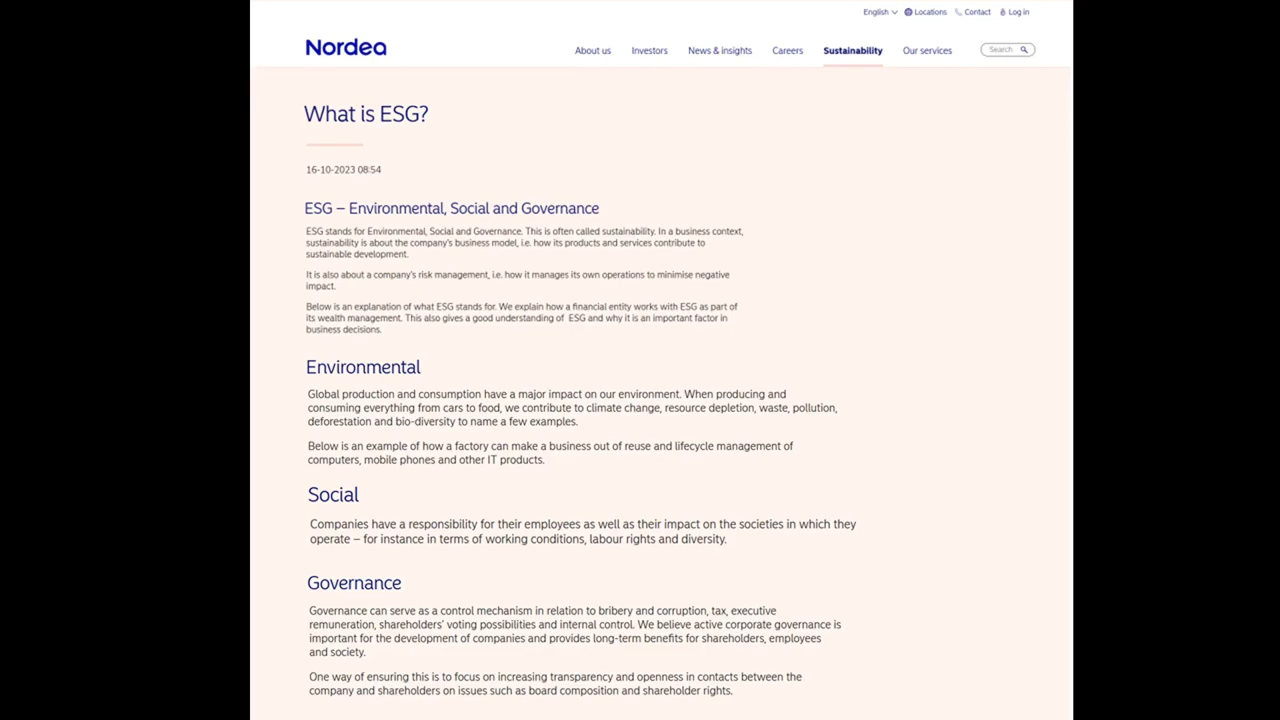 English Locations Contact Log in
Nordea
About us Investors News & insights Careers Sustainability Our services Search
What is ESG?
16-10-2023 08:54
ESG – Environmental, Social and Governance
ESG stands for Environmental, Social and Governance. This is often called sustainability. In a business context,
sustainability is about the company's business model, i.e. how its products and services contribute to
sustainable development.
It is also about a company's risk management, i.e. how it manages its own operations to minimise negative
impact.
Below is an explanation of what ESG stands for. We explain how a financial entity works with ESG as part of
its wealth management. This also gives a good understanding of ESG and why it is an important factor in
business decisions.
Environmental
Global production and consumption have a major impact on our environment. When producing and
consuming everything from cars to food, we contribute to climate change, resource depletion, waste, pollution,
deforestation and bio-diversity to name a few examples.
Below is an example of how a factory can make a business out of reuse and lifecycle management of
computers, mobile phones and other IT products.
Social
Companies have a responsibility for their employees as well as their impact on the societies in which they
operate – for instance in terms of working conditions, labour rights and diversity.
Governance
Governance can serve as a control mechanism in relation to bribery and corruption, tax, executive
remuneration, shareholders' voting possibilities and internal control. We believe active corporate governance is
important for the development of companies and provides long-term benefits for shareholders, employees
and society.
One way of ensuring this is to focus on increasing transparency and openness in contacts between the
company and shareholders on issues such as board composition and shareholder rights.